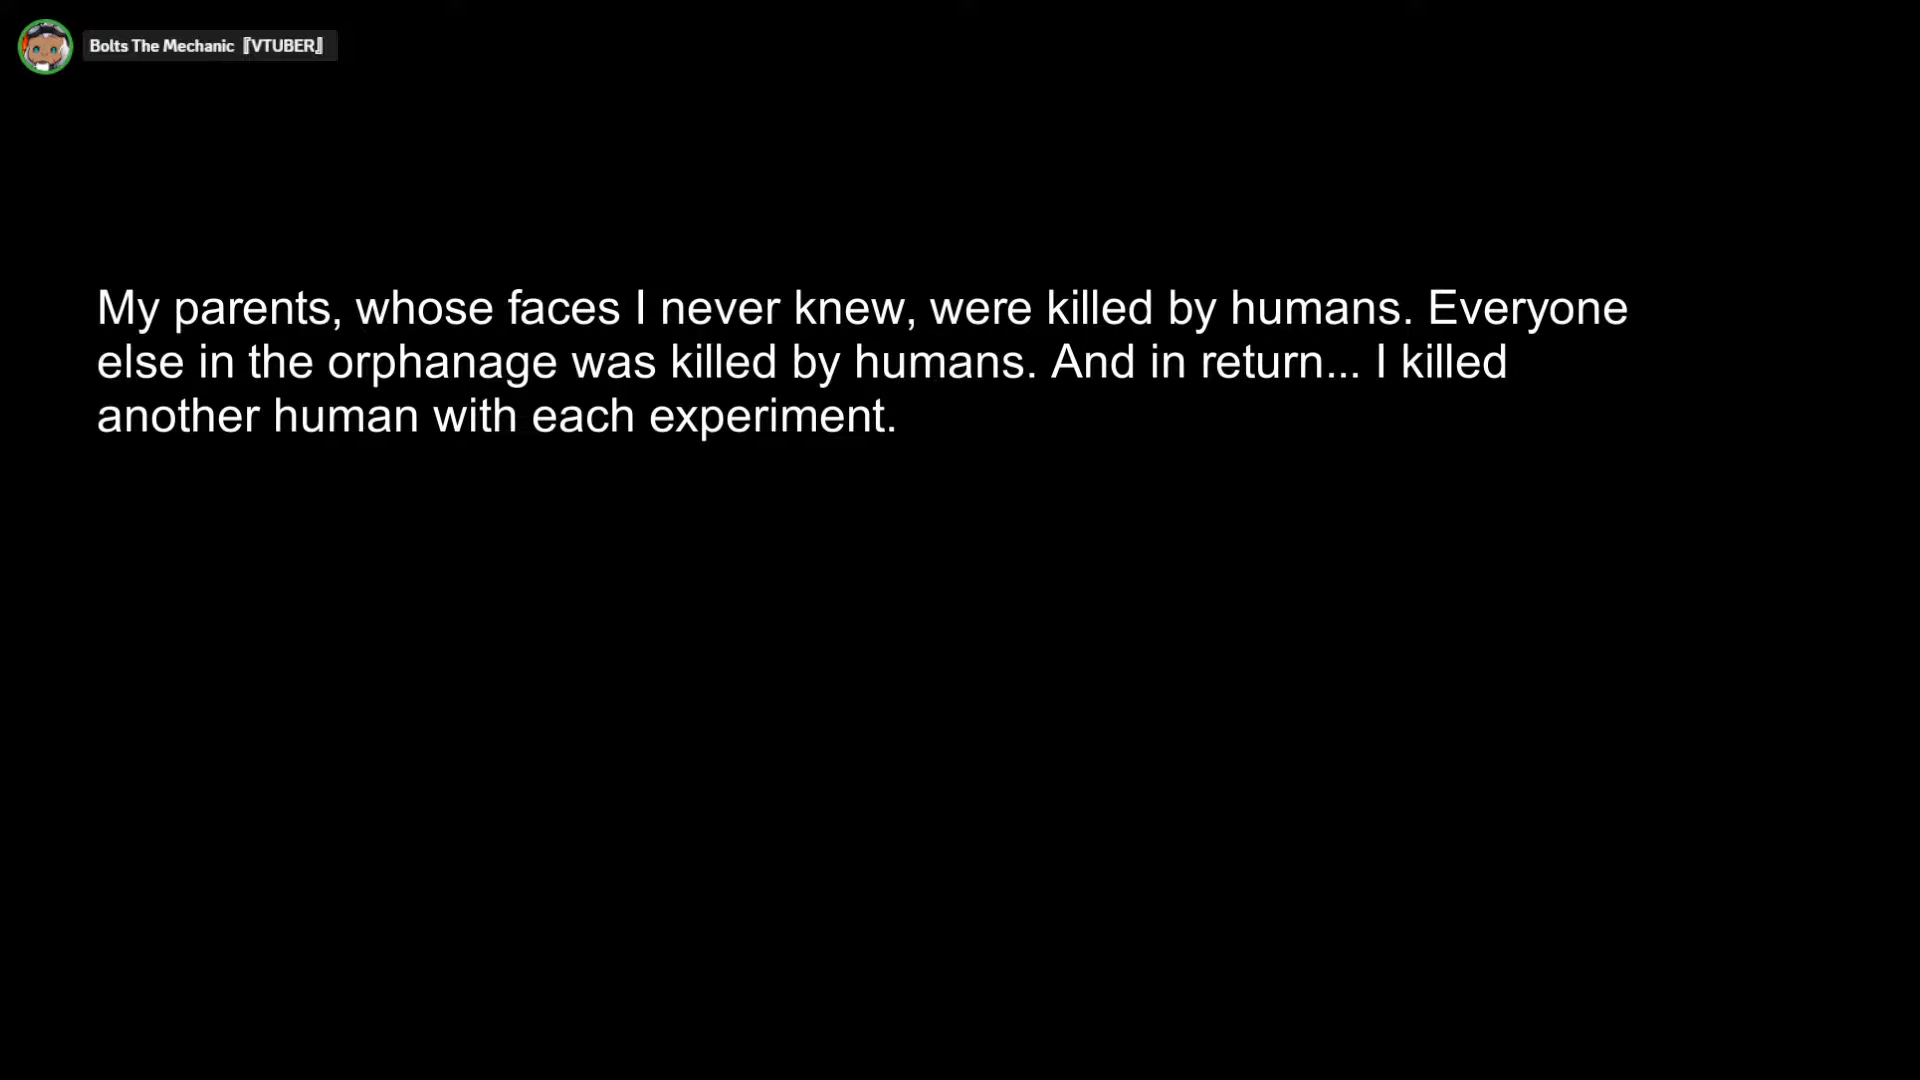 Bolts The Mechanic『VTUBER』
My parents, whose faces I never knew, were killed by humans. Everyone
else in the orphanage was killed by humans. And in return... I killed
another human with each experiment.